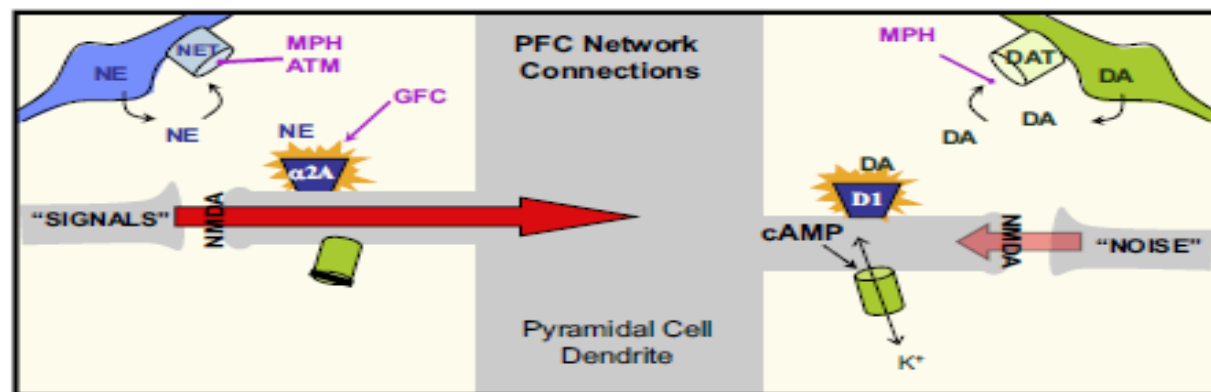 NET
MPH
ATM
NE
GFC
NE
NE
α2A
"SIGNALS"
NMDA
PFC Network
Connections
Pyramidal Cell
Dendrite
MPH
DAT
DA
DA
DA
DA
D1
cAMP
NMDA
"NOISE"
K⁺